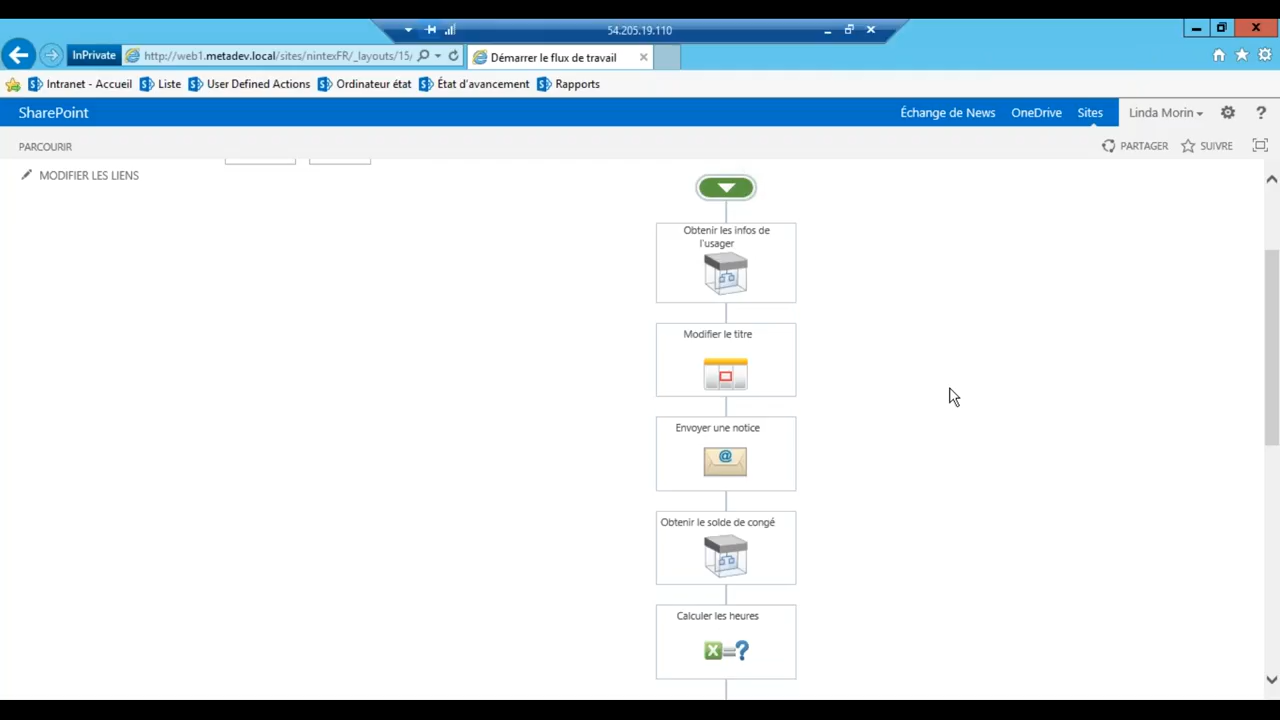 54.205.19.110
InPrivate
http://web1.metadev.local/sites/nintexFR/_layouts/15/
Démarrer le flux de travail
Intranet - Accueil
Liste
User Defined Actions
Ordinateur état
État d'avancement
Rapports
SharePoint
Échange de News
OneDrive
Sites
Linda Morin
?
PARCOURIR
PARTAGER
SUIVRE
MODIFIER LES LIENS
Obtenir les infos de
l'usager
Modifier le titre
Envoyer une notice
@
Obtenir le solde de congé
Calculer les heures
X=?